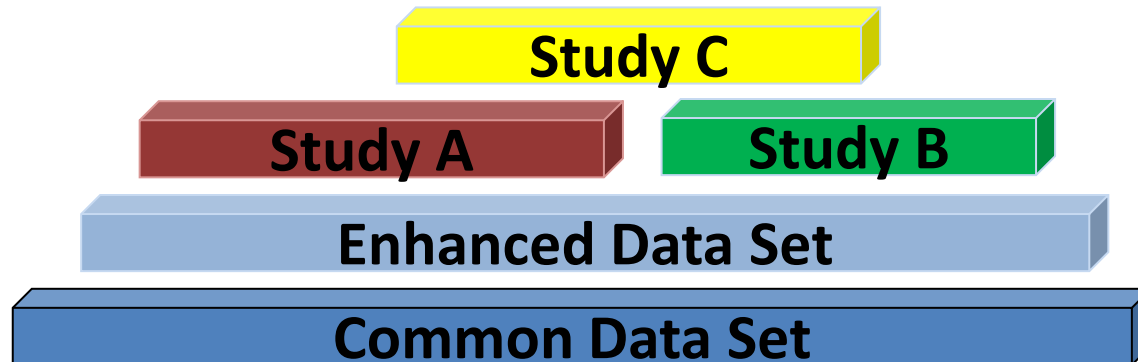 Study C
Study A
Study B
Enhanced Data Set
Common Data Set